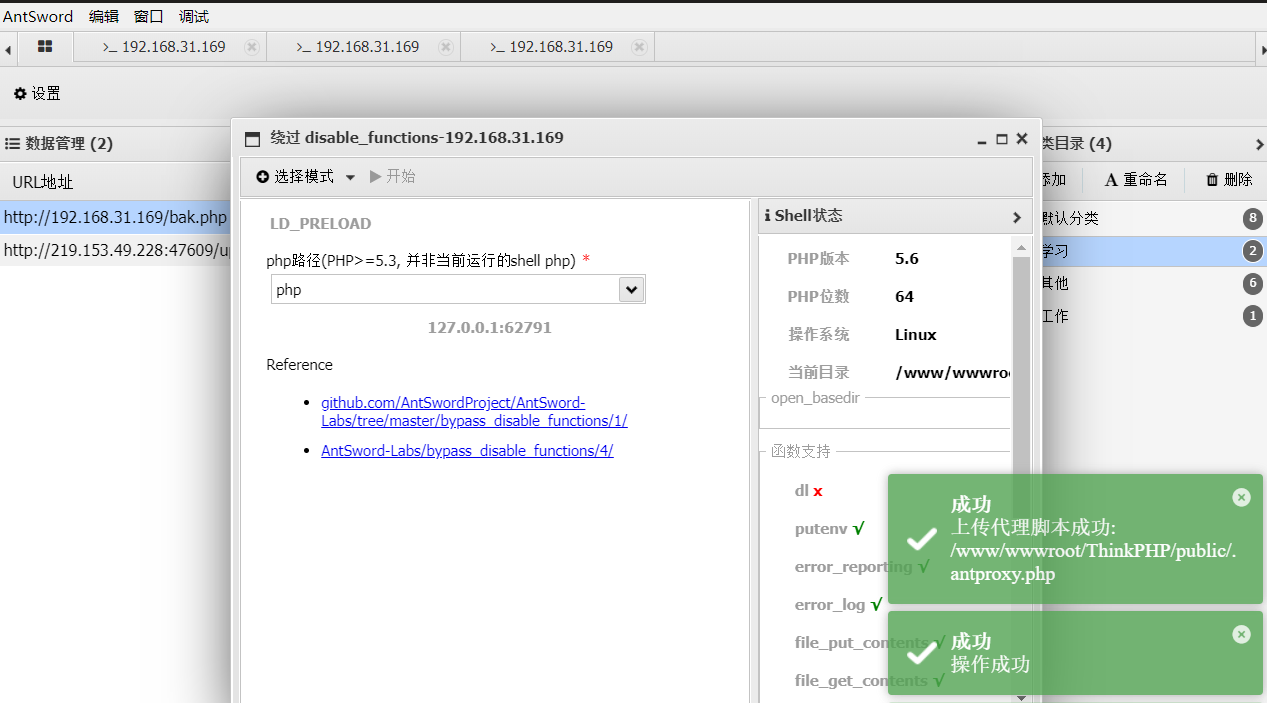 AntSword 编辑 窗口 调试
>_ 192.168.31.169 >_ 192.168.31.169 >_ 192.168.31.169
设置
数据管理 (2)
URL地址
http://192.168.31.169/bak.php
http://219.153.49.228:47609/u
绕过 disable_functions-192.168.31.169
选择模式 开始
LD_PRELOAD
php路径(PHP>=5.3, 并非当前运行的shell php) *
php
127.0.0.1:62791
Reference
github.com/AntSwordProject/AntSword-
Labs/tree/master/bypass_disable_functions/1/
AntSword-Labs/bypass_disable_functions/4/
Shell状态
PHP版本 5.6
PHP位数 64
操作系统 Linux
当前目录 /www/wwwro
open_basedir
函数支持
dl x
putenv √
error_reporting √
error_log √
file_put_contents √
file_get_contents √
类目录 (4)
添加 A 重命名 删除
默认分类 8
学习 2
其他 6
工作 1
成功
上传代理脚本成功:
/www/wwwroot/ThinkPHP/public/.
antproxy.php
成功
操作成功